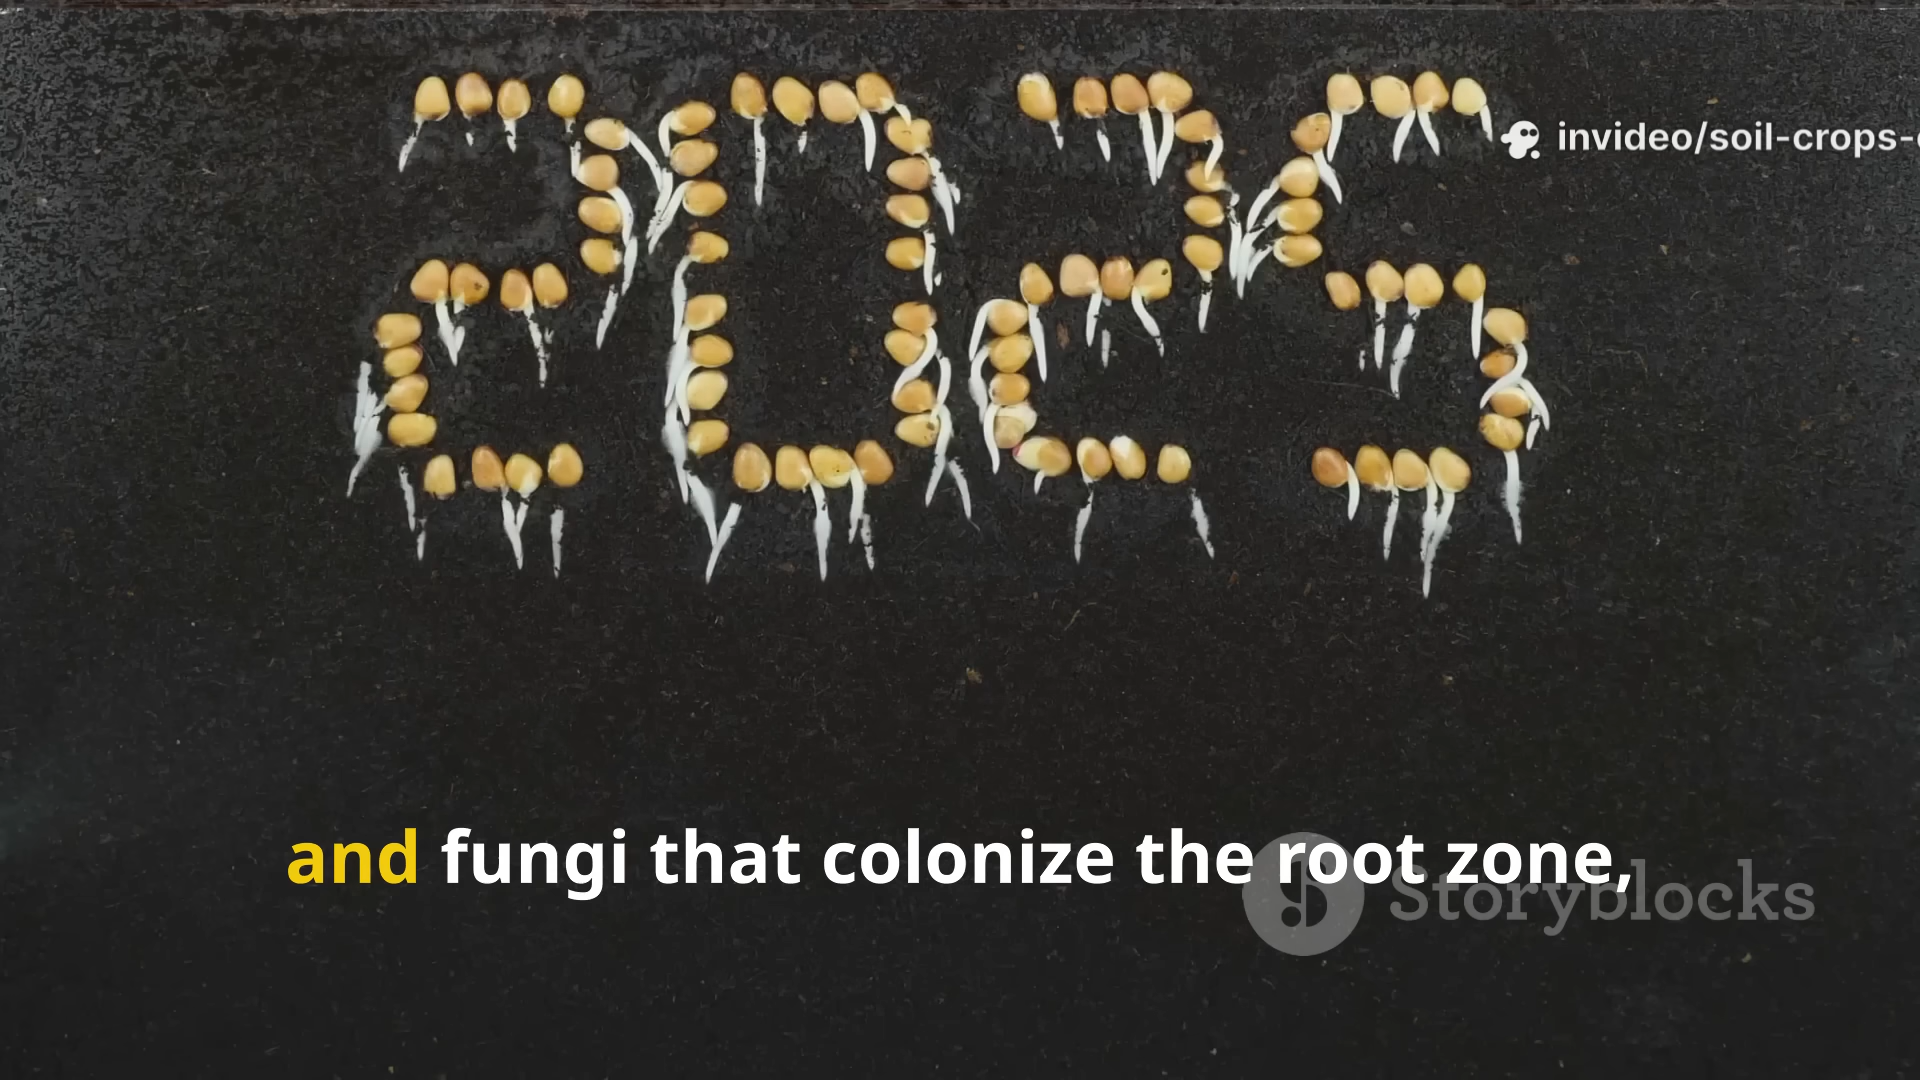 2025
invideo/soil-crops-
and fungi that colonize the root zone,
Storyblocks